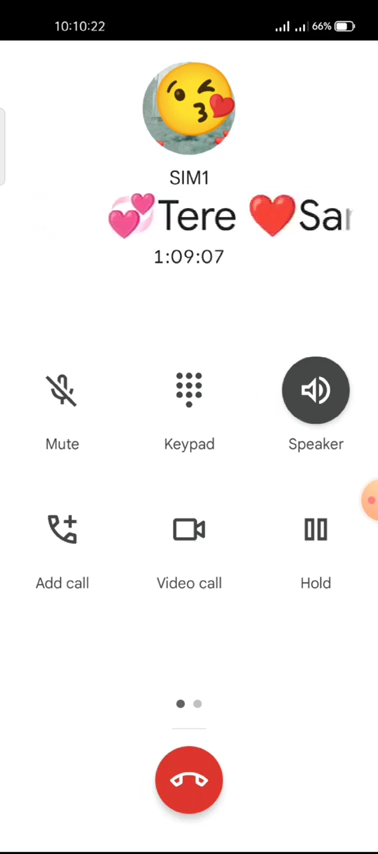 10:10:22 66%
SIM1
💞Tere ❤️Sa
1:09:07
Mute Keypad Speaker
Add call Video call Hold